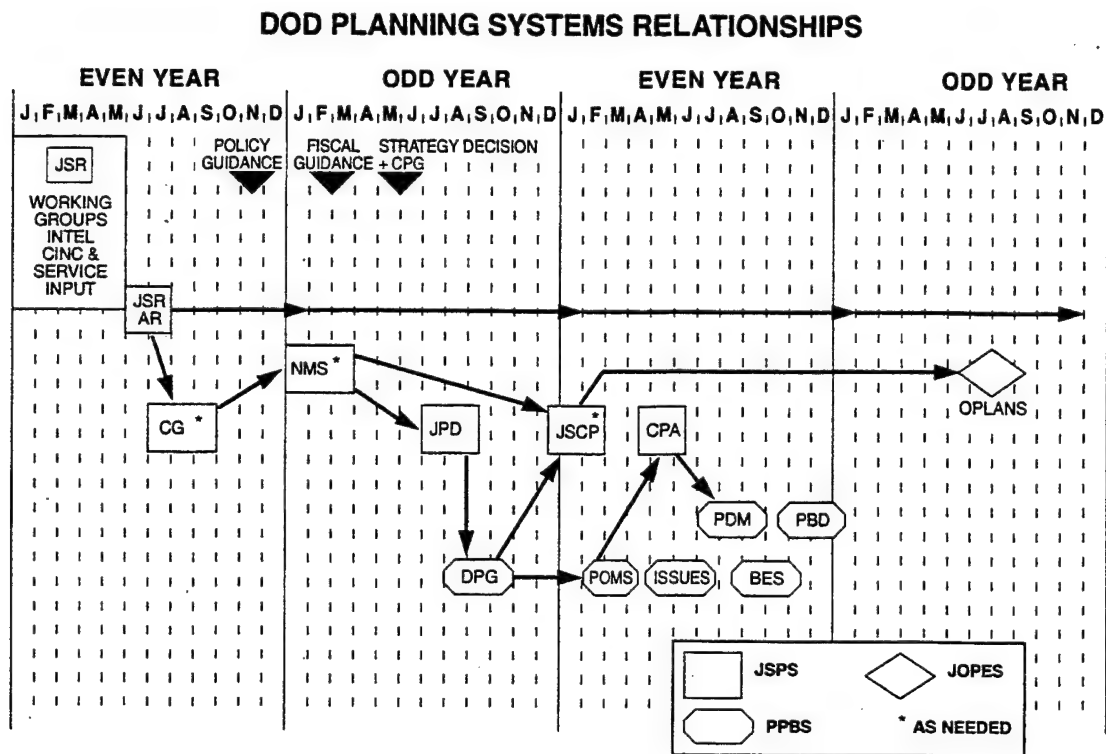 DOD PLANNING SYSTEMS RELATIONSHIPS
EVEN YEAR ODD YEAR EVEN YEAR ODD YEAR
J F M A M J J A S O N D J F M A M J J A S O N D J F M A M J J A S O N D J F M A M J J A S O N D
JSR
WORKING
GROUPS
INTEL
CINC &
SERVICE
INPUT
POLICY
GUIDANCE
FISCAL
GUIDANCE
STRATEGY DECISION
+ CPG
JSR
AR
NMS *
OPLANS
CG *
JPD
JSCP *
CPA
PDM
PBD
DPG
POMS
ISSUES
BES
JSPS
JOPES
PPBS
* AS NEEDED